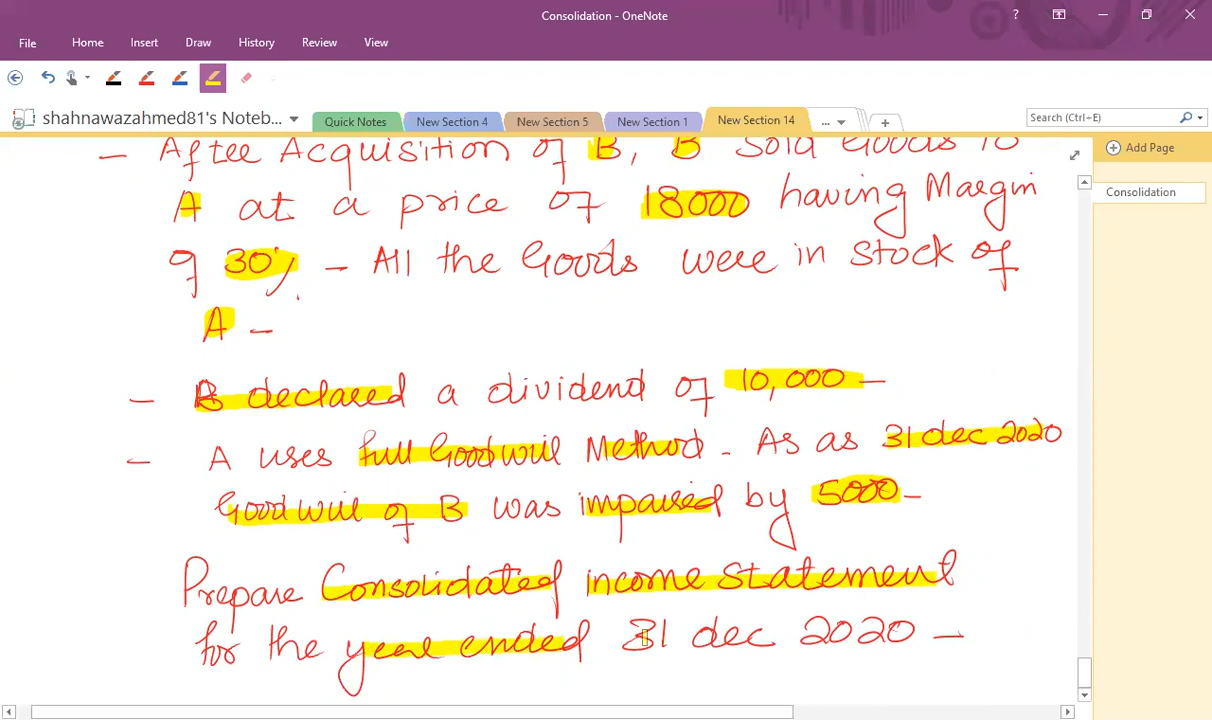 Consolidation - OneNote
?
File Home Insert Draw History Review View
shahnawazahmed81's Noteb... Quick Notes New Section 4 New Section 5 New Section 1 New Section 14 ... Search (Ctrl+E)
Add Page
Consolidation
- After Acquisition of B, B Sold Goods to
A at a price of 18000 having Margin
of 30% - All the Goods were in stock of
A -
- B declared a dividend of 10,000 -
- A uses full Goodwill Method. As as 31 dec 2020
Goodwill of B was impaired by 5000 -
Prepare Consolidated income Statement
for the year ended 31 dec 2020 -